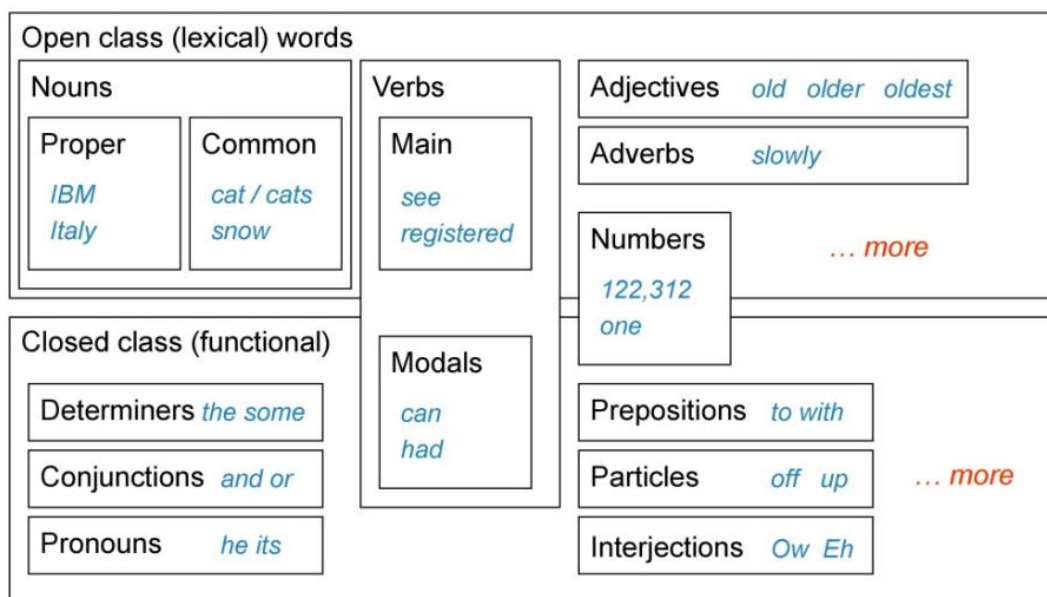 Open class (lexical) words
Nouns
Verbs
Adjectives old older oldest
Proper
Common
Main
Adverbs slowly
IBM
Italy
cat / cats
snow
see
registered
Numbers
122,312
one
… more
Closed class (functional)
Modals
can
had
Determiners the some
Conjunctions and or
Pronouns he its
Prepositions to with
Particles off up
Interjections Ow Eh
… more